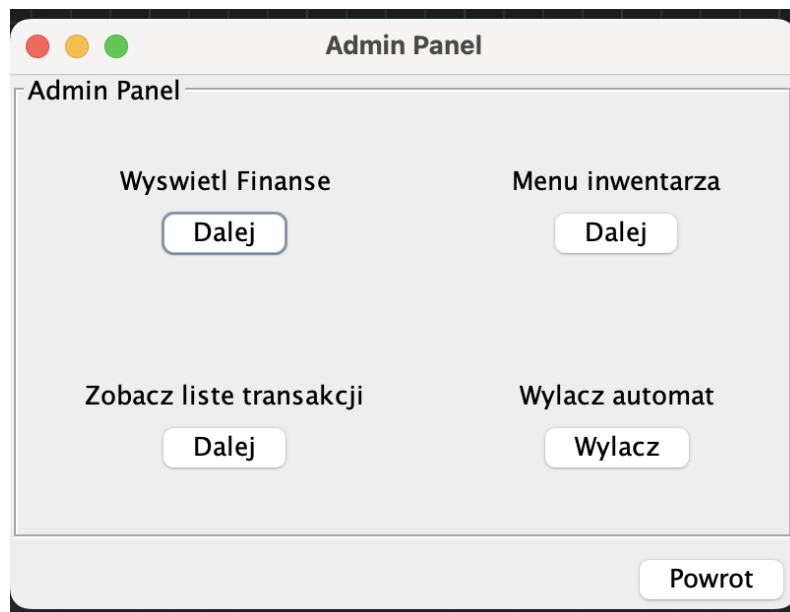 Admin Panel
Admin Panel
Wyswietl Finanse
Menu inwentarza
Dalej
Dalej
Zobacz liste transakcji
Wylacz automat
Dalej
Wylacz
Powrot